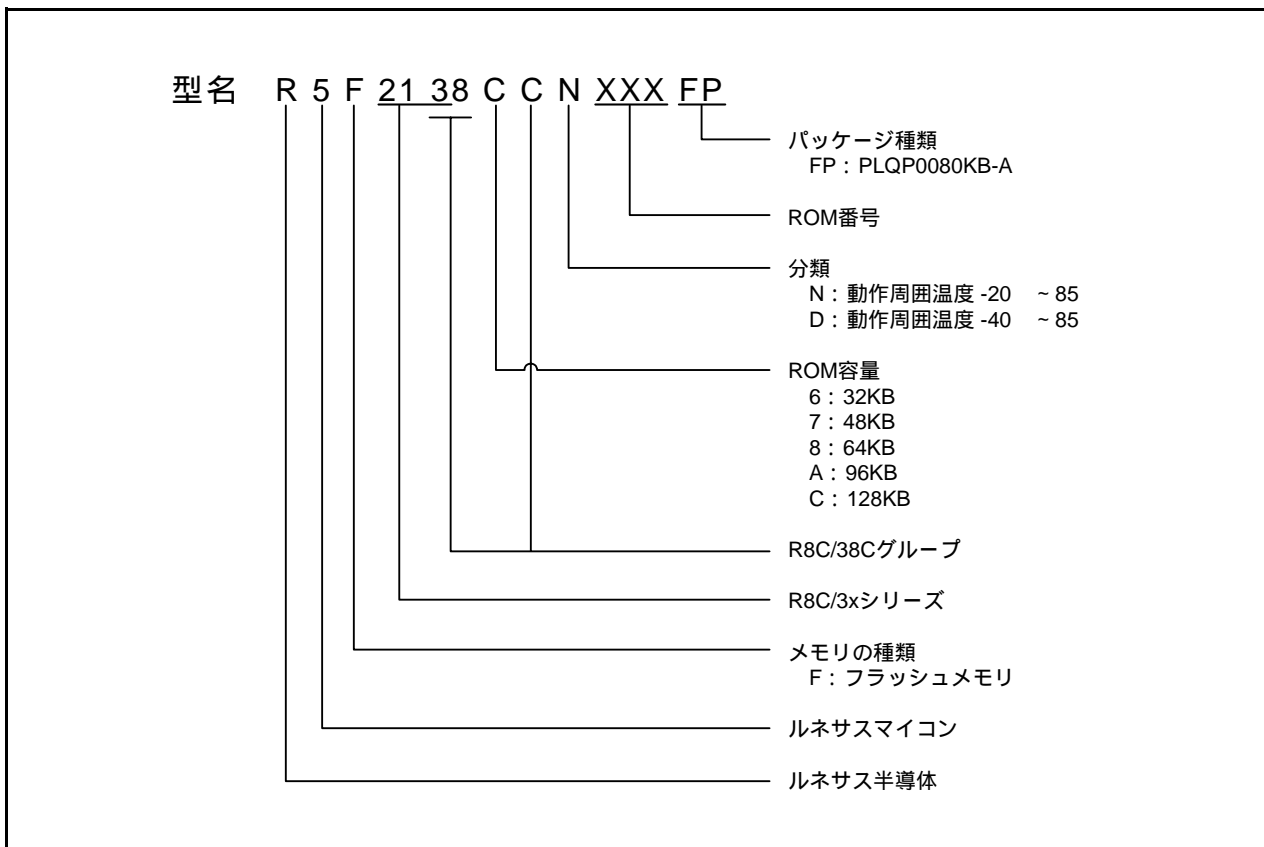 型名 R 5 F 21 38 C C N XXX FP
パッケージ種類
FP：PLQP0080KB-A
ROM番号
分類
N：動作周囲温度 -20 ~ 85
D：動作周囲温度 -40 ~ 85
ROM容量
6：32KB
7：48KB
8：64KB
A：96KB
C：128KB
R8C/38Cグループ
R8C/3xシリーズ
メモリの種類
F：フラッシュメモリ
ルネサスマイコン
ルネサス半導体